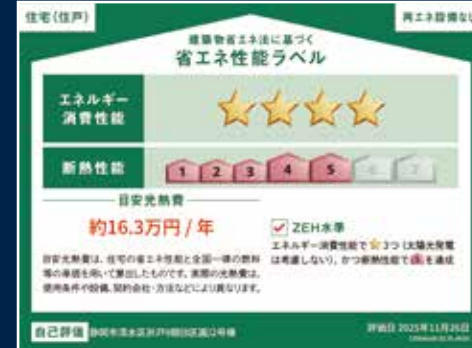 住宅(住戸)
再エネ設備なし
建築物省エネ法に基づく
省エネ性能ラベル
エネルギー
消費性能
断熱性能
1 2 3 4 5 6 7
目安光熱費
約16.3万円 / 年
目安光熱費は、住宅の省エネ性能と全国一律の燃料
等の単価を用いて算出したものです。実際の光熱費は、
使用条件や設備、契約会社・方法などにより異なります。
ZEH水準
エネルギー消費性能で3つ (太陽光発電
は考慮しない)、かつ断熱性能で5を達成
自己評価
評価日 2025年11月26日